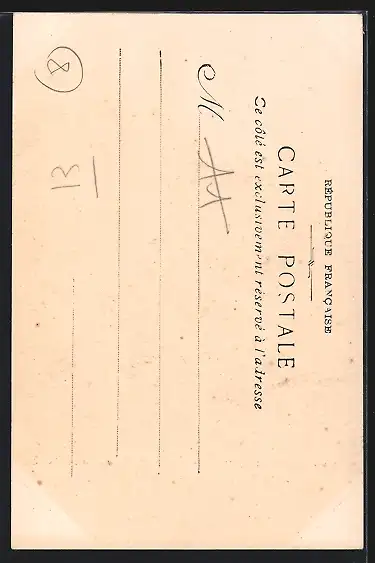 RÉPUBLIQUE FRANÇAISE
CARTE POSTALE
Ce côté est exclusivement réservé à l'adresse
M.
13
8